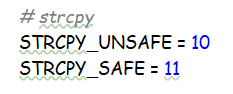 # strcpy
STRCPY_UNSAFE = 10
STRCPY_SAFE = 11